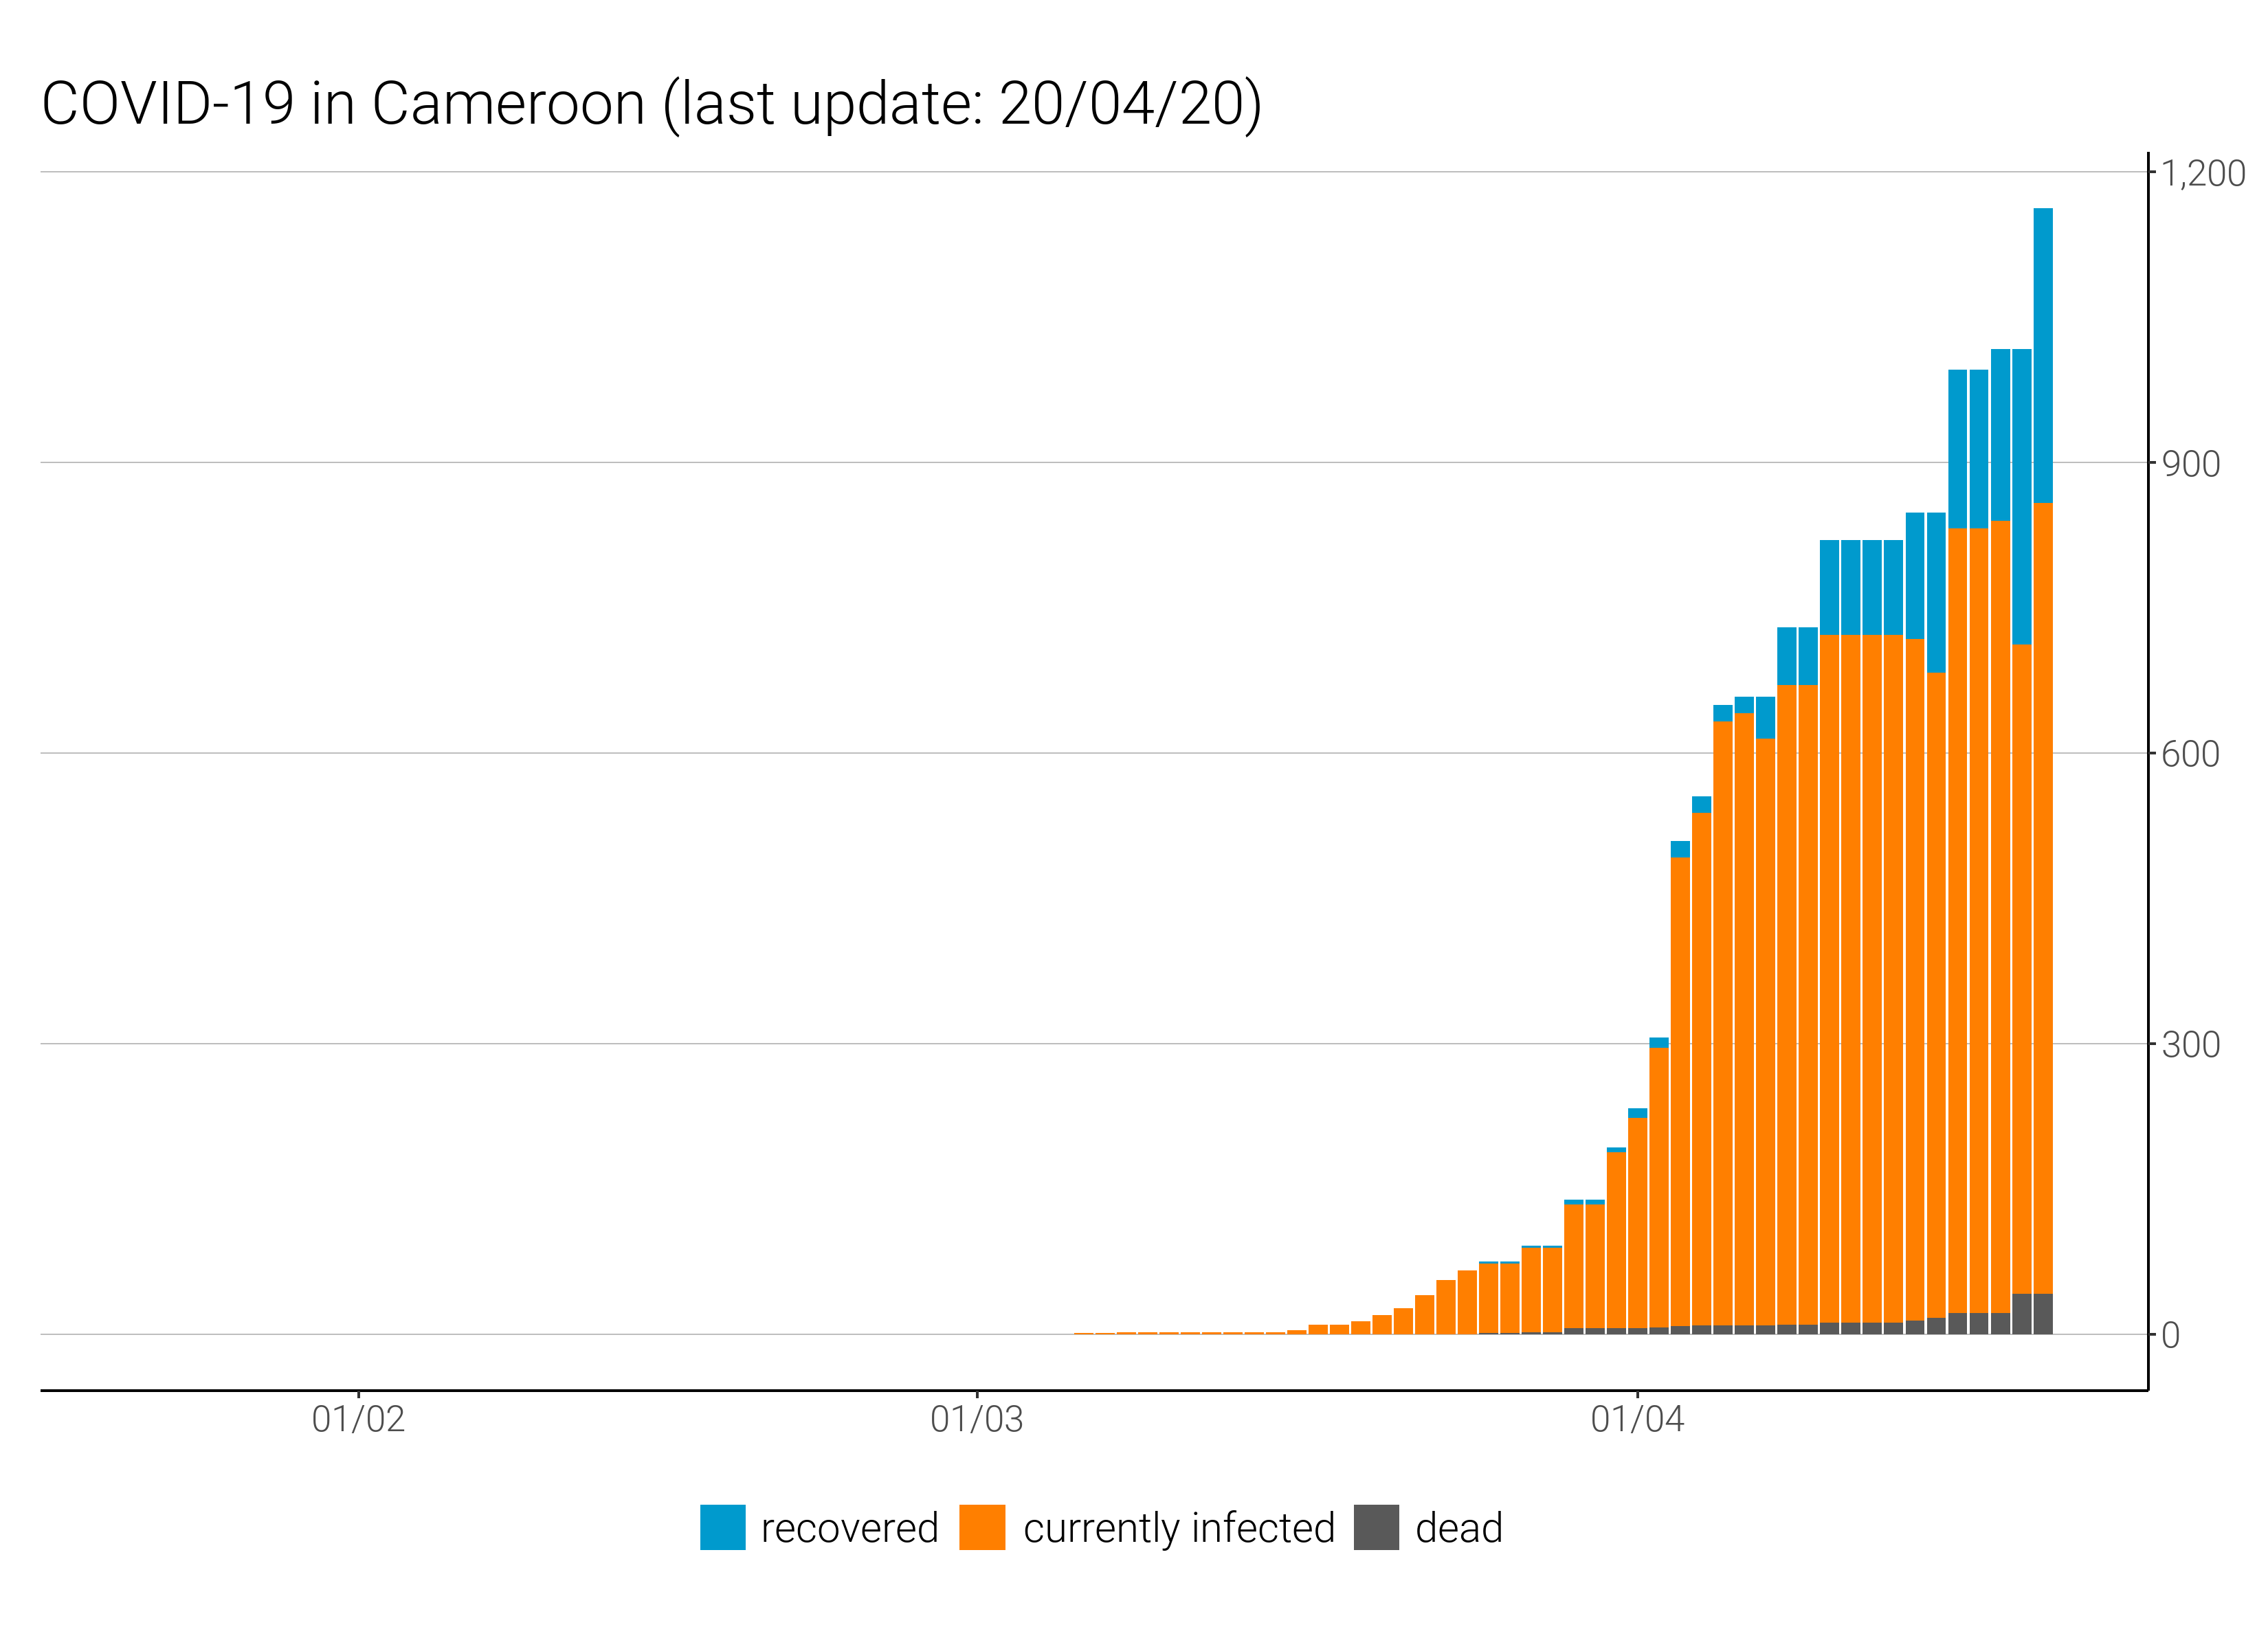 COVID-19 in Cameroon (last update: 20/04/20)
1,200
900
600
300
0
01/02 01/03 01/04
recovered currently infected dead